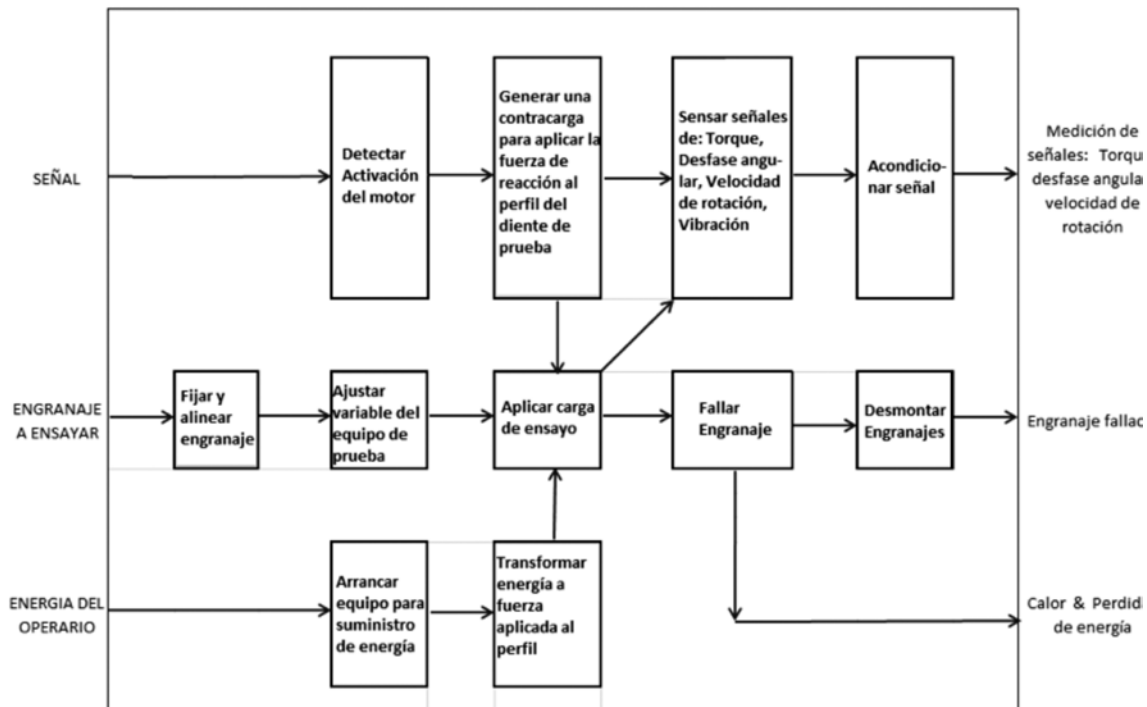 SEÑAL
Detectar
Activación
del motor
Generar una
contracarga
para aplicar la
fuerza de
reacción al
perfil del
diente de
prueba
Sensar señales
de: Torque,
Desfase angu-
lar, Velocidad
de rotación,
Vibración
Acondicio-
nar señal
Medición de
señales: Torqu
desfase angula
velocidad de
rotación
ENGRANAJE
A ENSAYAR
Fijar y
alinear
engranaje
Ajustar
variable del
equipo de
prueba
Aplicar carga
de ensayo
Fallar
Engranaje
Desmontar
Engranajes
Engranaje fallac
ENERGIA DEL
OPERARIO
Arrancar
equipo para
suministro
de energía
Transformar
energía a
fuerza
aplicada al
perfil
Calor & Perdid
de energía